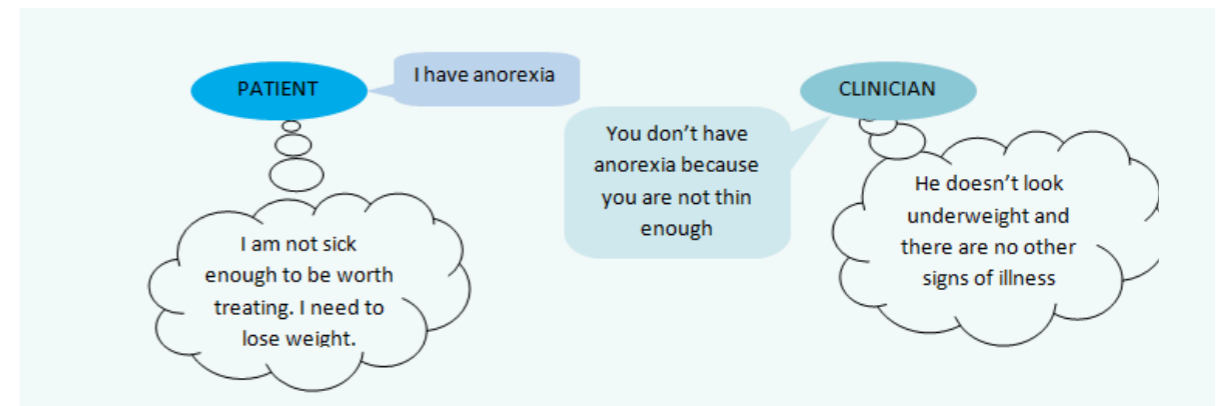 PATIENT
I have anorexia
I am not sick
enough to be worth
treating. I need to
lose weight.
CLINICIAN
You don’t have
anorexia because
you are not thin
enough
He doesn’t look
underweight and
there are no other
signs of illness